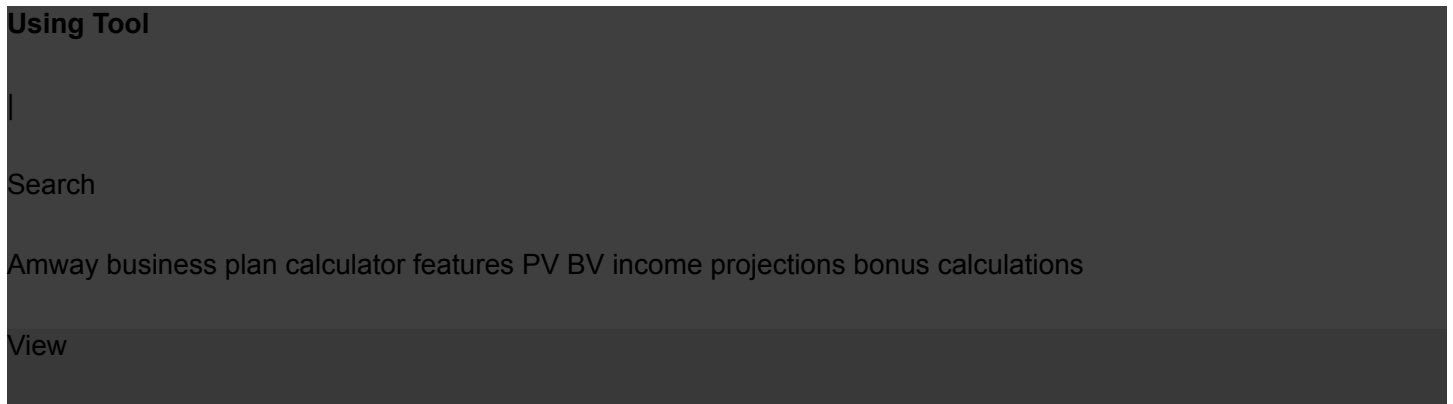 Using Tool
|
Search
Amway business plan calculator features PV BV income projections bonus calculations
View